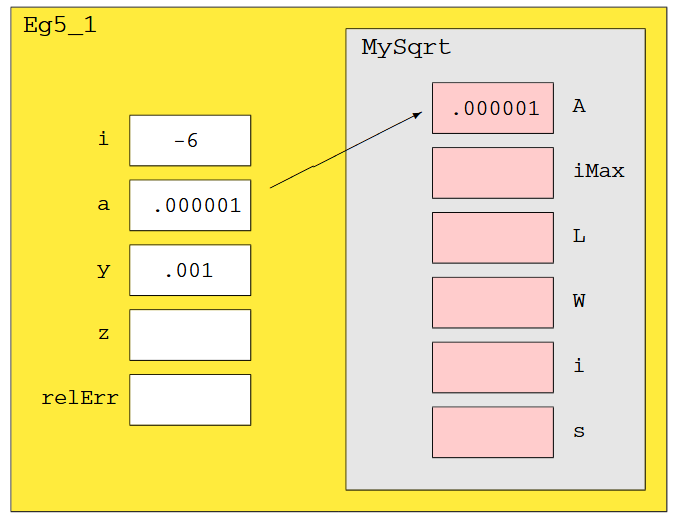 Eg5_1
i
-6
a
.000001
y
.001
z
relErr
MySqrt
.000001
A
iMax
L
W
i
s